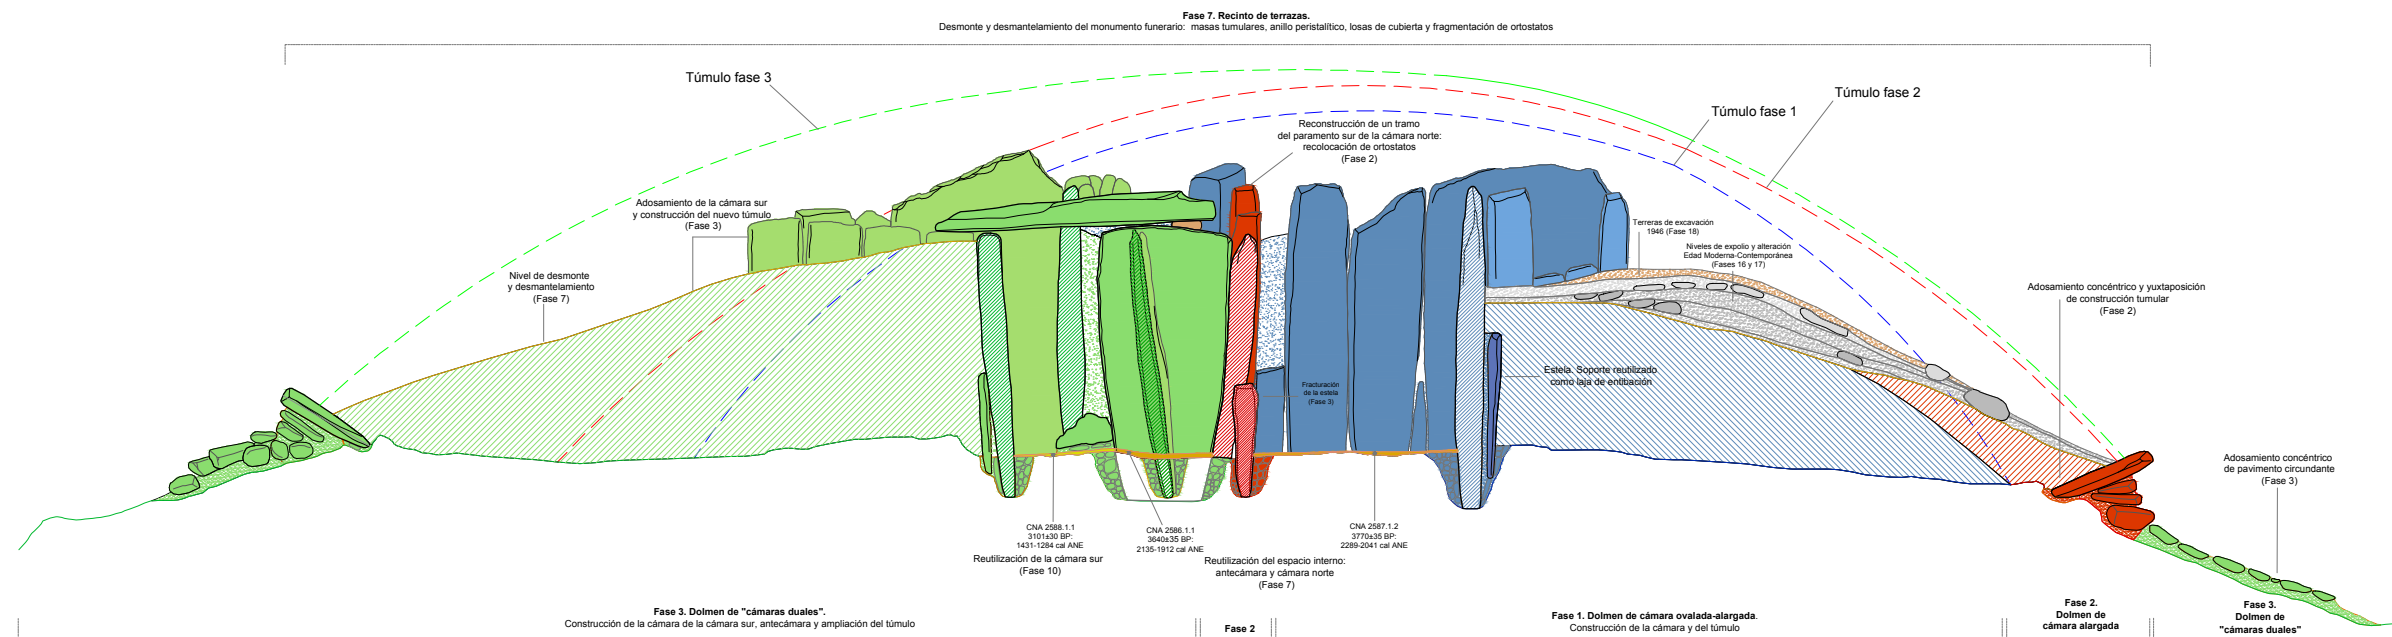 Fase 7. Recinto de terrazas.
Desmonte y desmantelamiento del monumento funerario: masas tumulares, anillo peristalítico, losas de cubierta y fragmentación de ortostatos
Túmulo fase 3
Túmulo fase 2
Túmulo fase 1
Reconstrucción de un tramo
del paramento sur de la cámara norte:
recolocación de ortostatos
(Fase 2)
Adosamiento de la cámara sur
y construcción del nuevo túmulo
(Fase 3)
Terreras de excavación
1946 (Fase 18)
Niveles de expolio y alteración
Edad Moderna-Contemporánea
(Fases 16 y 17)
Nivel de desmonte
y desmantelamiento
(Fase 7)
Adosamiento concéntrico y yuxtaposición
de construcción tumular
(Fase 2)
Estela. Soporte reutilizado
como laja de entibación
Fracturación
de la estela
(Fase 3)
Adosamiento concéntrico
de pavimento circundante
(Fase 3)
CNA 2588.1.1
3101±30 BP:
1431-1284 cal ANE
Reutilización de la cámara sur
(Fase 10)
CNA 2586.1.1
3640±35 BP:
2135-1912 cal ANE
CNA 2587.1.2
3770±35 BP:
2289-2041 cal ANE
Reutilización del espacio interno:
antecámara y cámara norte
(Fase 7)
Fase 3. Dolmen de "cámaras duales".
Construcción de la cámara de la cámara sur, antecámara y ampliación del túmulo
Fase 2
Fase 1. Dolmen de cámara ovalada-alargada.
Construcción de la cámara y del túmulo
Fase 2.
Dolmen de
cámara alargada
Fase 3.
Dolmen de
"cámaras duales"